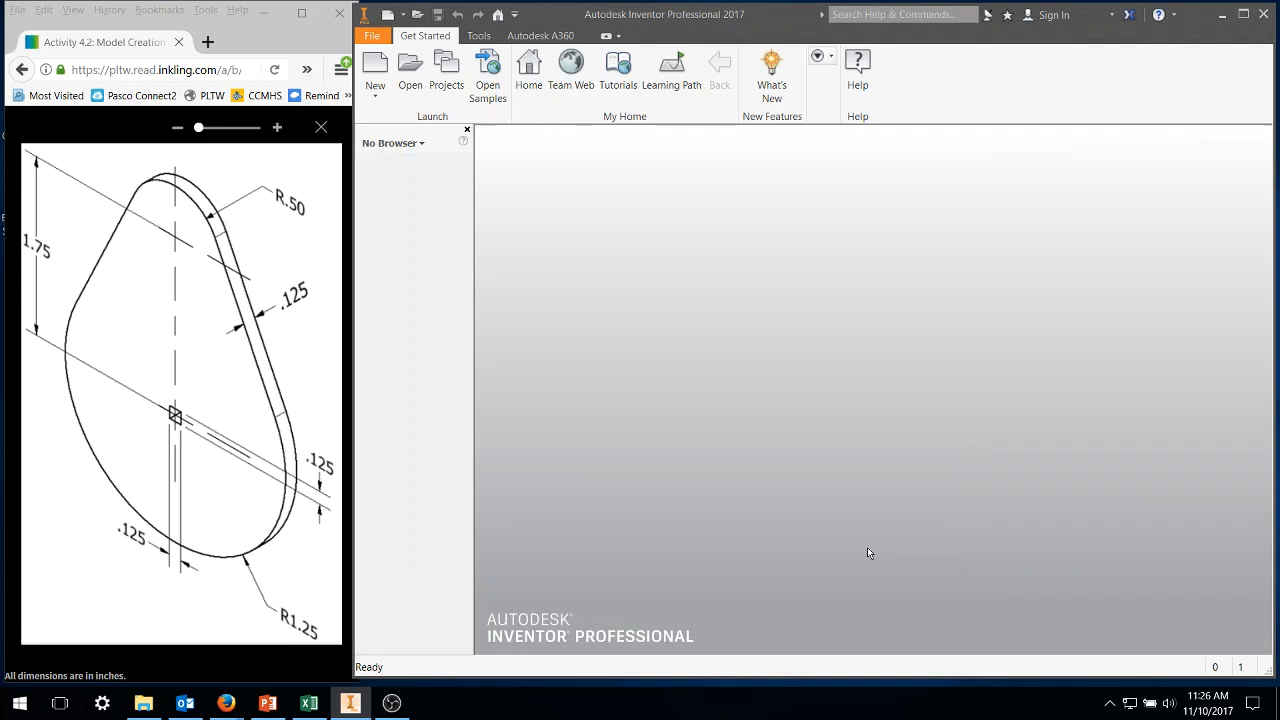 File Edit View History Bookmarks Tools Help
Activity 4.2: Model Creation
https://pltw.read.inkling.com/a/b/
Most Visited Pasco Connect2 PLTW CCMHS Remind
R.50
1.75
.125
.125
.125
R1.25
All dimensions are in inches.
Autodesk Inventor Professional 2017
Search Help & Commands...
Sign In
File Get Started Tools Autodesk A360
New Open Projects Open Samples Home Team Web Tutorials Learning Path Back What's New Help
Launch My Home New Features Help
No Browser
AUTODESK®
INVENTOR® PROFESSIONAL
Ready 0 1
11:26 AM
11/10/2017